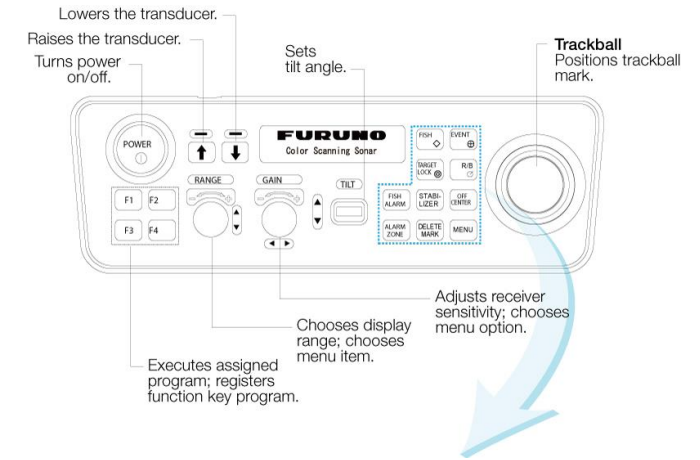 Lowers the transducer.
Raises the transducer.
Turns power
on/off.
Sets
tilt angle.
Trackball
Positions trackball
mark.
POWER
FURUNO
Color Scanning Sonar
RANGE
GAIN
TILT
F1 F2
F3 F4
FISH
EVENT
TARGET
LOCK
R/B
FISH
ALARM
STABI-
LIZER
OFF
CENTER
ALARM
ZONE
DELETE
MARK
MENU
Adjusts receiver
sensitivity; chooses
menu option.
Chooses display
range; chooses
menu item.
Executes assigned
program; registers
function key program.